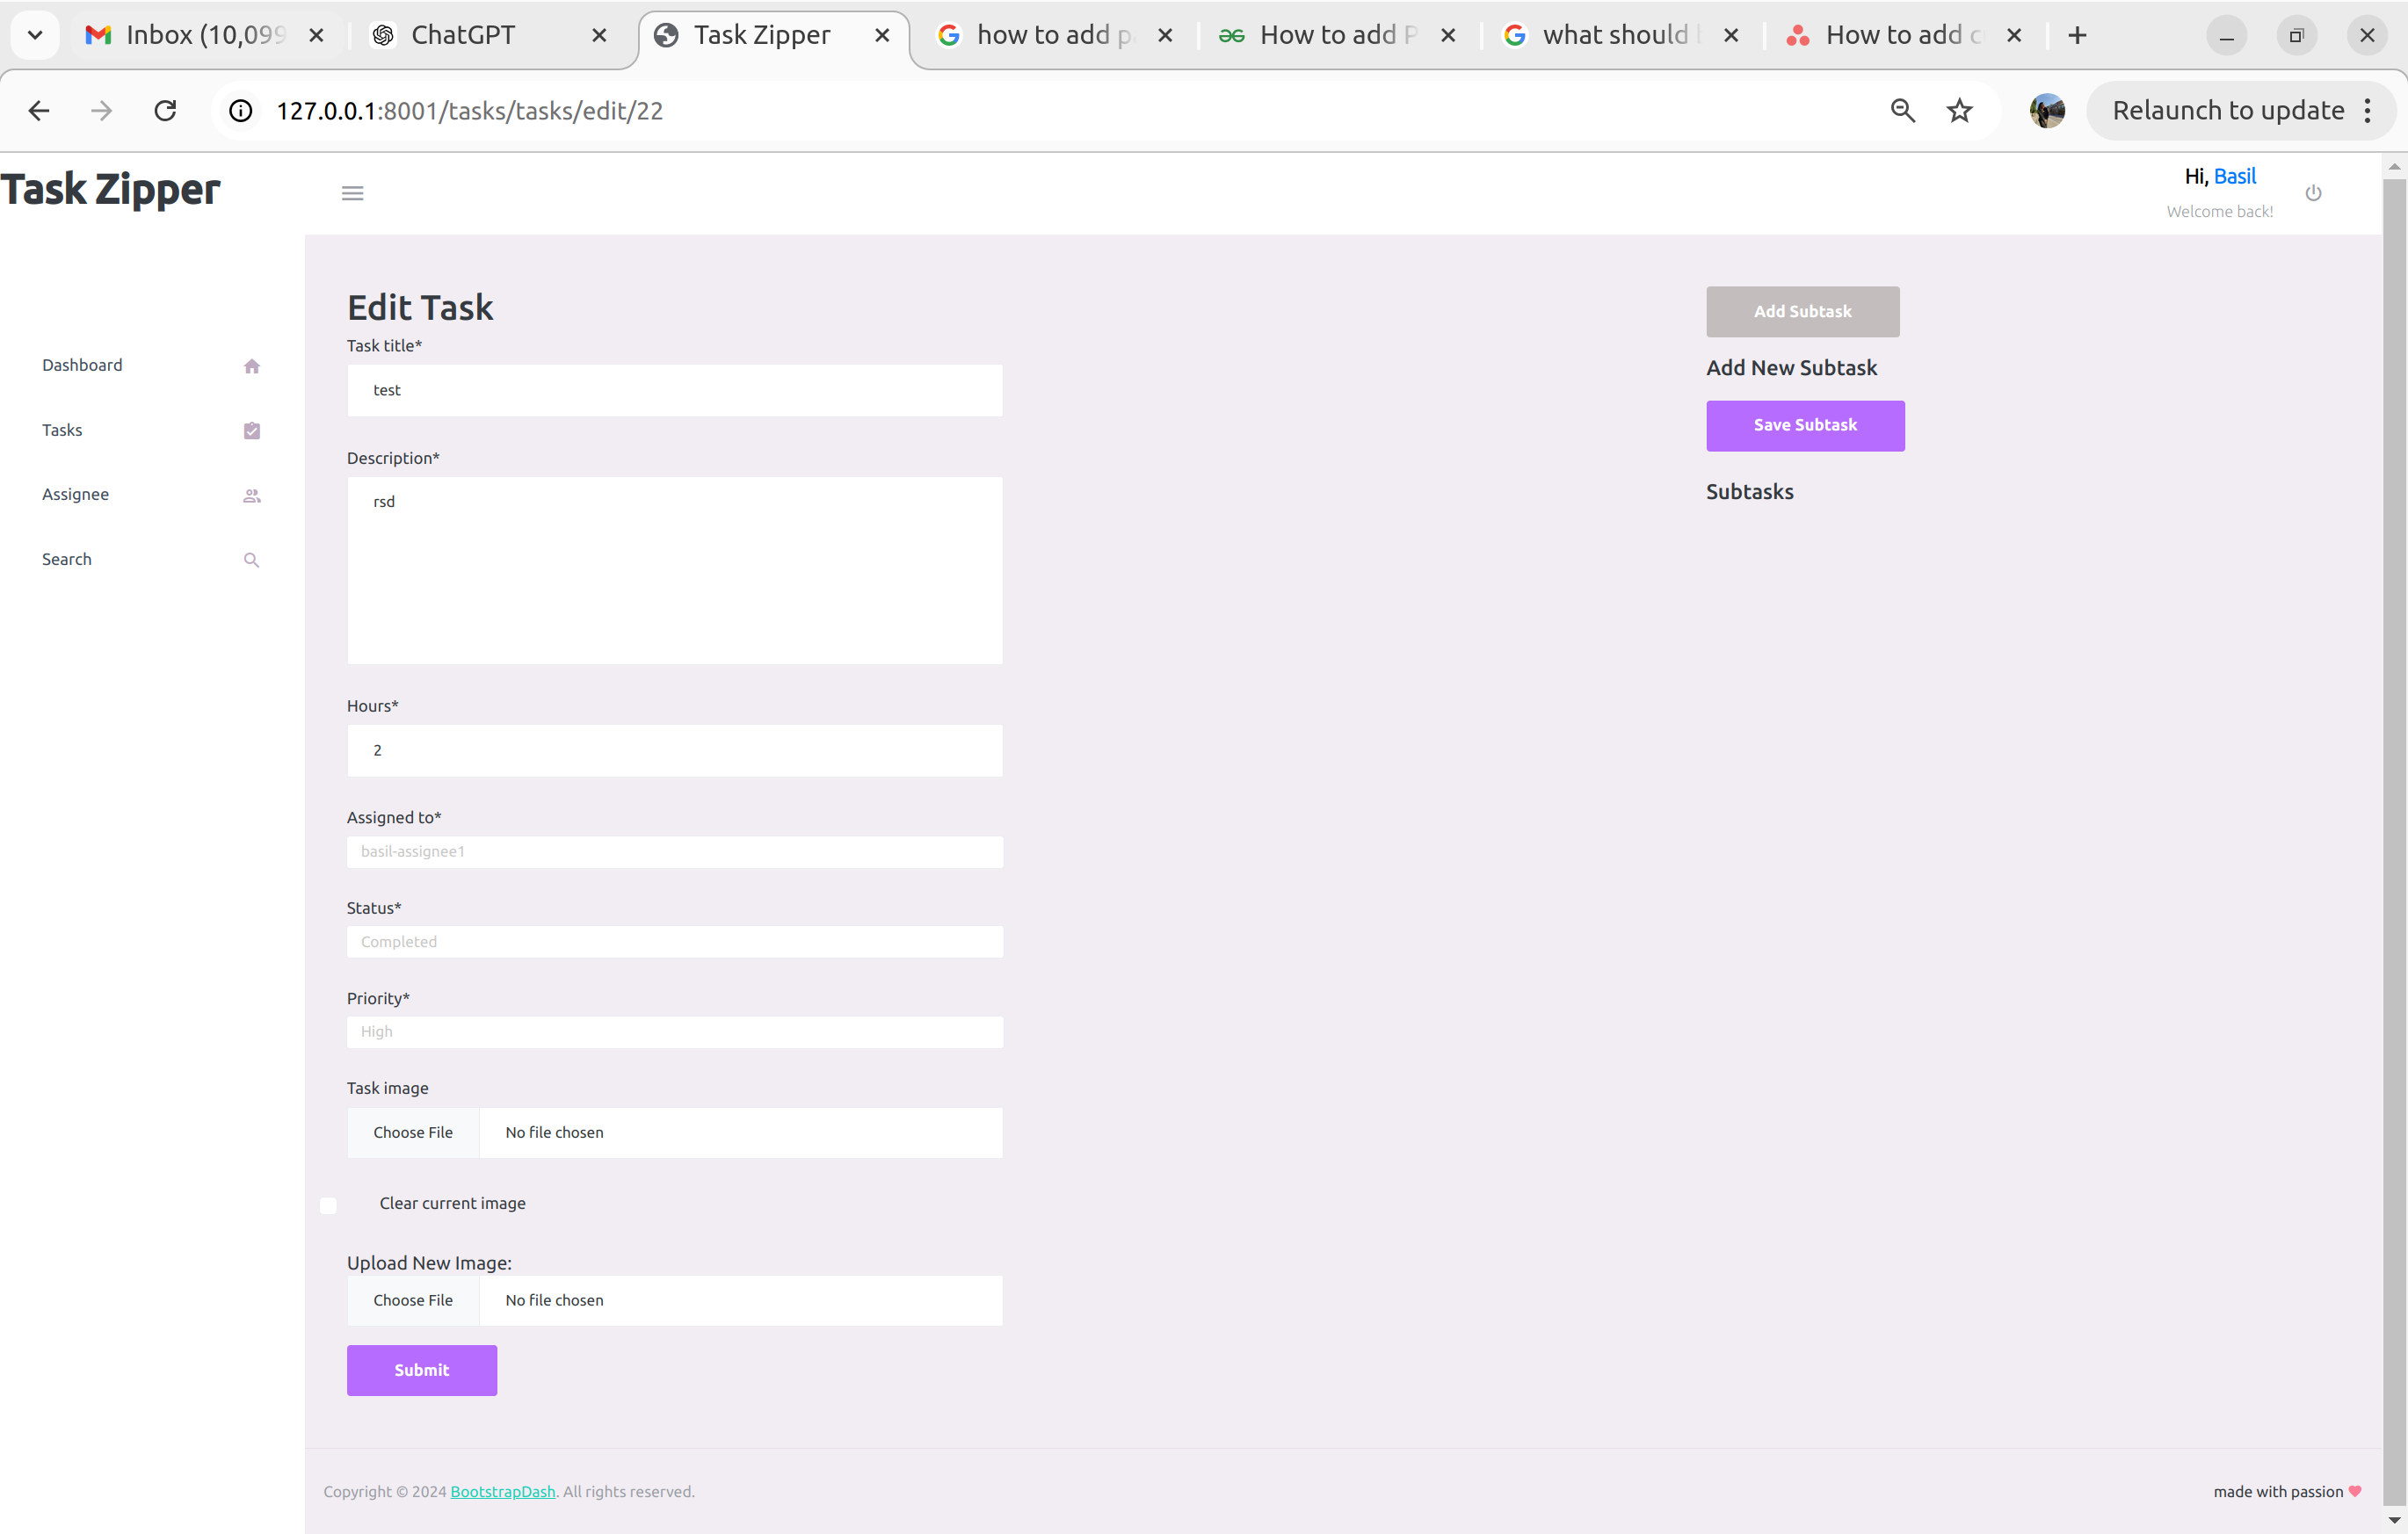 Inbox (10,099
ChatGPT
Task Zipper
how to add p
How to add P
what should
How to add c
127.0.0.1:8001/tasks/tasks/edit/22
Relaunch to update
Task Zipper
Hi, Basil
Welcome back!
Dashboard
Tasks
Assignee
Search
Edit Task
Task title*
test
Description*
rsd
Hours*
2
Assigned to*
basil-assignee1
Status*
Completed
Priority*
High
Task image
Choose File No file chosen
Clear current image
Upload New Image:
Choose File No file chosen
Submit
Add Subtask
Add New Subtask
Save Subtask
Subtasks
Copyright © 2024 BootstrapDash. All rights reserved.
made with passion